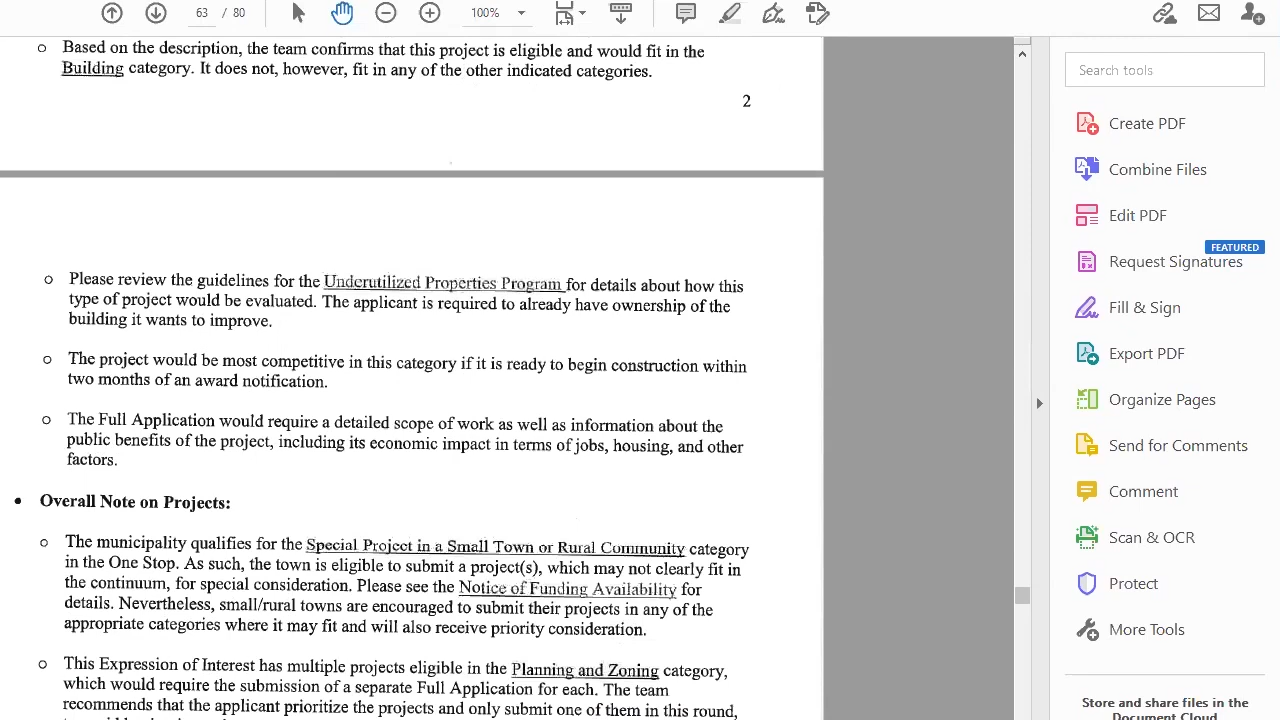 63 / 80
100%
Based on the description, the team confirms that this project is eligible and would fit in the
Building category. It does not, however, fit in any of the other indicated categories.
2
Please review the guidelines for the Underutilized Properties Program for details about how this
type of project would be evaluated. The applicant is required to already have ownership of the
building it wants to improve.
The project would be most competitive in this category if it is ready to begin construction within
two months of an award notification.
The Full Application would require a detailed scope of work as well as information about the
public benefits of the project, including its economic impact in terms of jobs, housing, and other
factors.
Overall Note on Projects:
The municipality qualifies for the Special Project in a Small Town or Rural Community category
in the One Stop. As such, the town is eligible to submit a project(s), which may not clearly fit in
the continuum, for special consideration. Please see the Notice of Funding Availability for
details. Nevertheless, small/rural towns are encouraged to submit their projects in any of the
appropriate categories where it may fit and will also receive priority consideration.
This Expression of Interest has multiple projects eligible in the Planning and Zoning category,
which would require the submission of a separate Full Application for each. The team
recommends that the applicant prioritize the projects and only submit one of them in this round,
Search tools
Create PDF
Combine Files
Edit PDF
FEATURED
Request Signatures
Fill & Sign
Export PDF
Organize Pages
Send for Comments
Comment
Scan & OCR
Protect
More Tools
Store and share files in the
Document Cloud